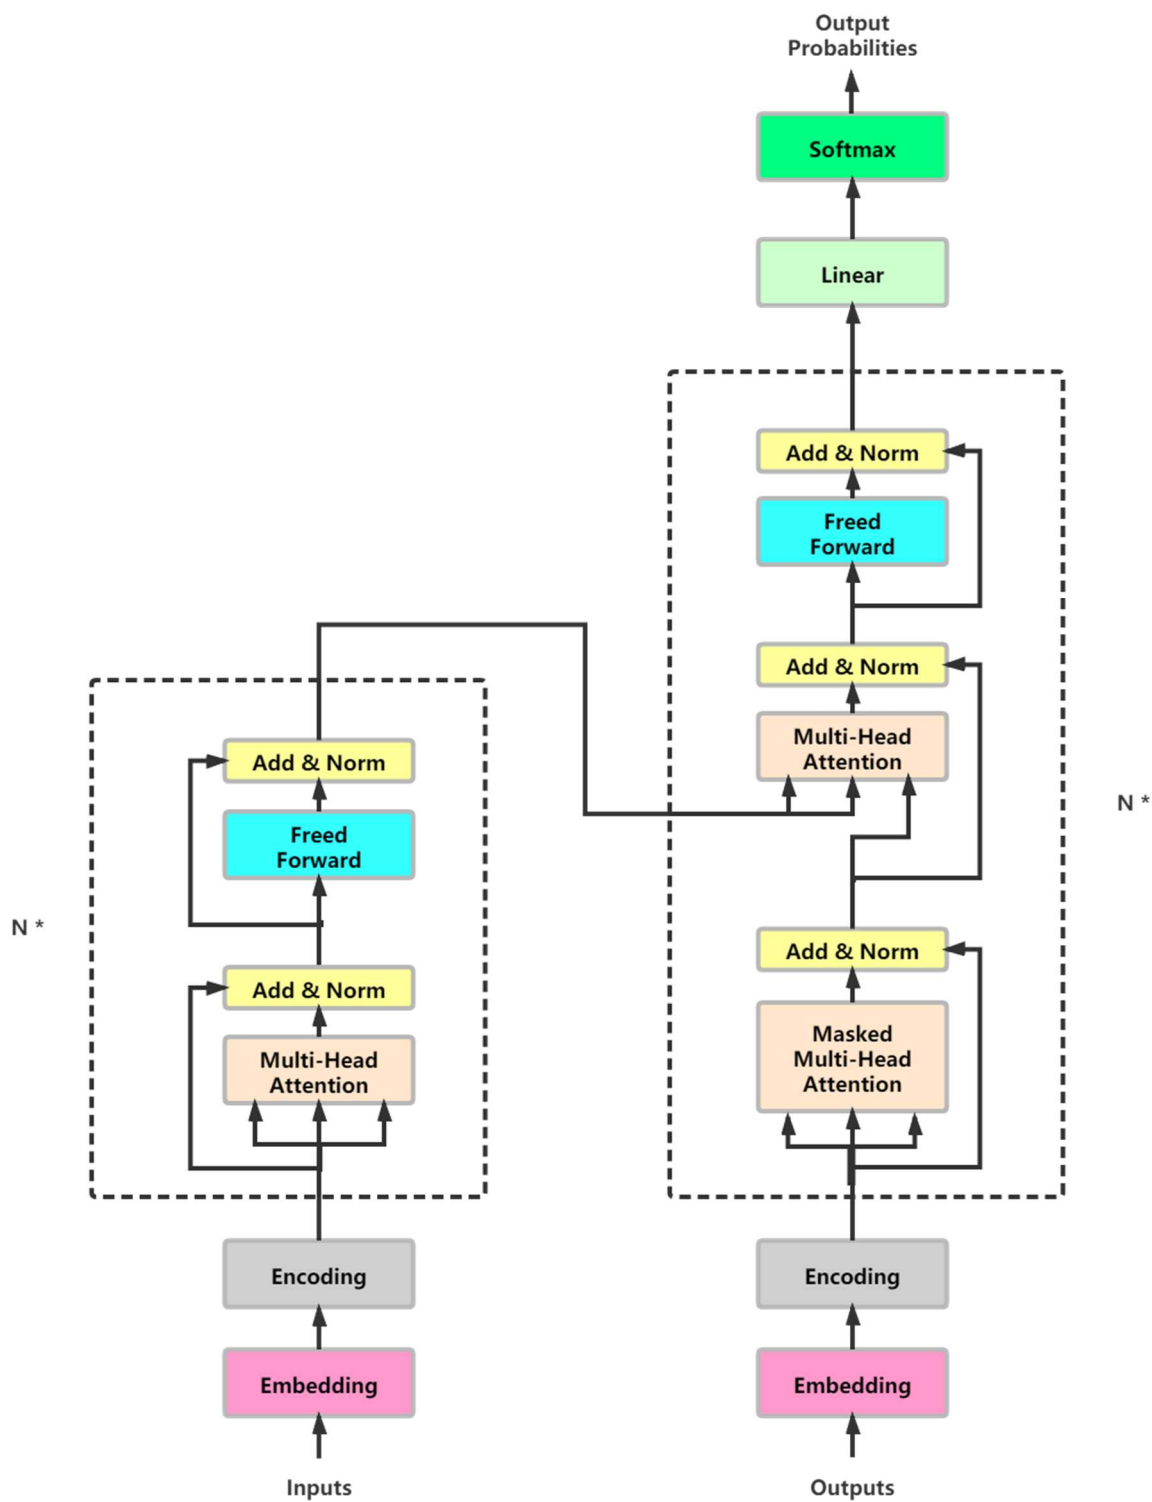 Output
Probabilities
Softmax
Linear
Add & Norm
Freed
Forward
Add & Norm
Multi-Head
Attention
Add & Norm
Masked
Multi-Head
Attention
N *
Encoding
Embedding
Outputs
Add & Norm
Freed
Forward
Add & Norm
Multi-Head
Attention
N *
Encoding
Embedding
Inputs